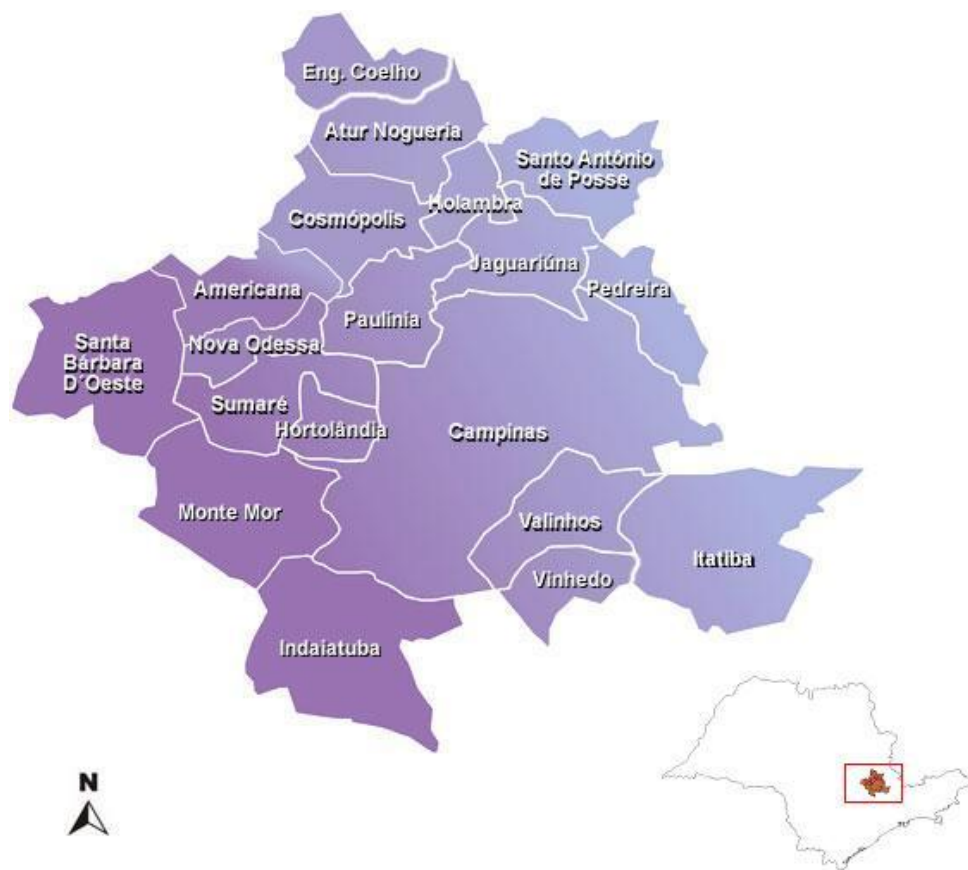 Eng. Coelho
Atur Nogueria
Santo Antônio
de Posse
Holambra
Cosmópolis
Jaguariúna
Americana
Pedreira
Paulínia
Nova Odessa
Santa
Bárbara
D´Oeste
Sumaré
Hortolândia
Campinas
Monte Mor
Valinhos
Itatiba
Vinhedo
Indaiatuba
N